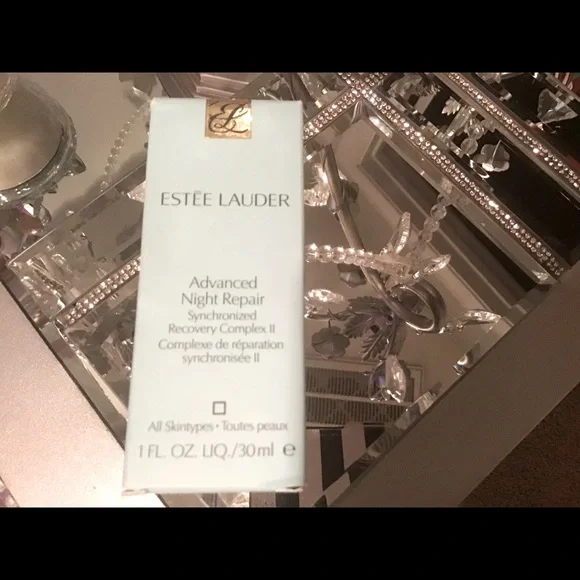 EL
ESTĒE LAUDER
Advanced
Night Repair
Synchronized
Recovery Complex II
Complexe de réparation
synchronisée II
All Skintypes • Toutes peaux
1 FL. OZ. LIQ./30ml e